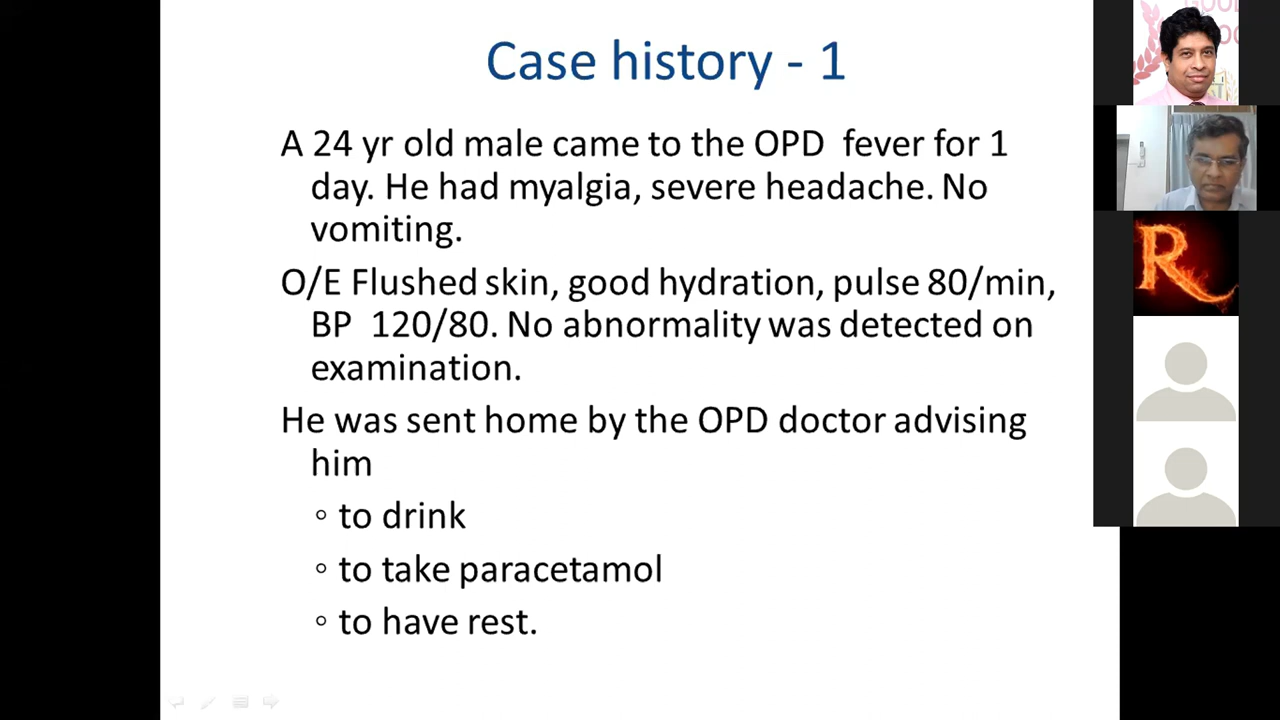 Case history - 1
A 24 yr old male came to the OPD fever for 1
day. He had myalgia, severe headache. No
vomiting.
O/E Flushed skin, good hydration, pulse 80/min,
BP 120/80. No abnormality was detected on
examination.
He was sent home by the OPD doctor advising
him
◦ to drink
◦ to take paracetamol
◦ to have rest.
R